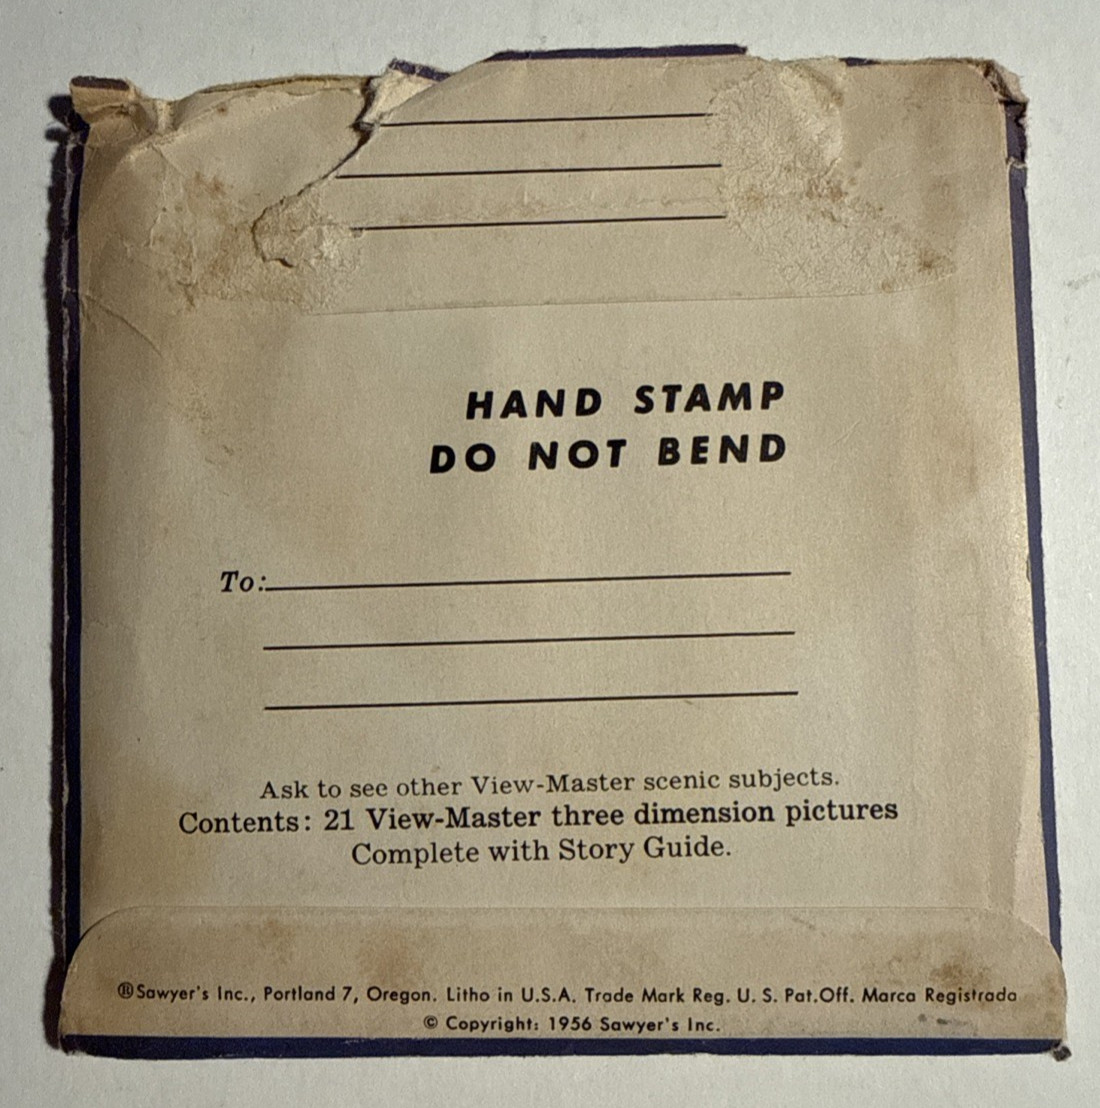 HAND STAMP
DO NOT BEND
To:
Ask to see other View-Master scenic subjects.
Contents: 21 View-Master three dimension pictures
Complete with Story Guide.
®Sawyer's Inc., Portland 7, Oregon. Litho in U.S.A. Trade Mark Reg. U. S. Pat.Off. Marca Registrada
© Copyright: 1956 Sawyer's Inc.